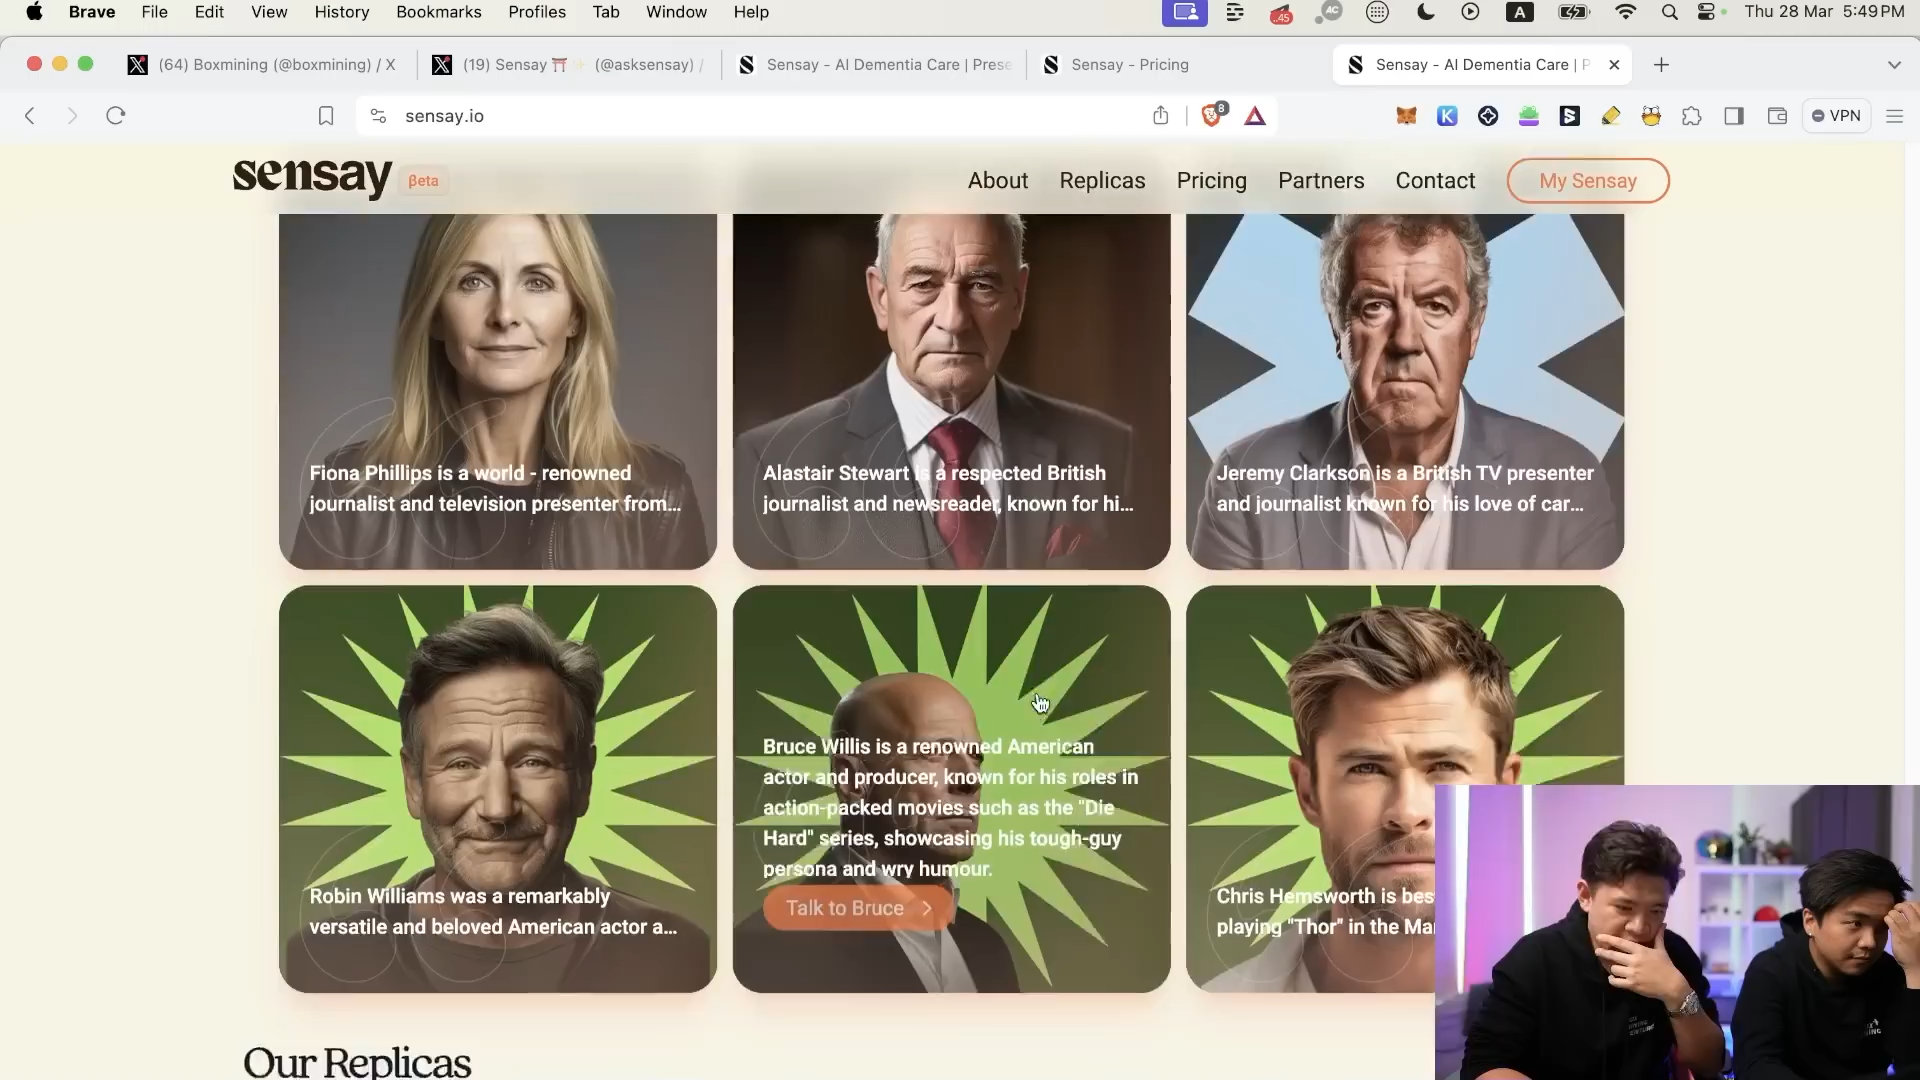 Brave File Edit View History Bookmarks Profiles Tab Window Help
.45
AC
A
Thu 28 Mar 5:49 PM
(64) Boxmining (@boxmining) / X
(19) Sensay ⛩️✨ (@asksensay) /
Sensay - AI Dementia Care | Prese
Sensay - Pricing
Sensay - AI Dementia Care | P
sensay.io
8
K
VPN
sensay
βeta
About Replicas Pricing Partners Contact My Sensay
Fiona Phillips is a world - renowned
journalist and television presenter from...
Alastair Stewart is a respected British
journalist and newsreader, known for hi...
Jeremy Clarkson is a British TV presenter
and journalist known for his love of car...
Robin Williams was a remarkably
versatile and beloved American actor a...
Bruce Willis is a renowned American
actor and producer, known for his roles in
action-packed movies such as the "Die
Hard" series, showcasing his tough-guy
persona and wry humour.
Talk to Bruce
Chris Hemsworth is bes
playing "Thor" in the Ma
Our Replicas